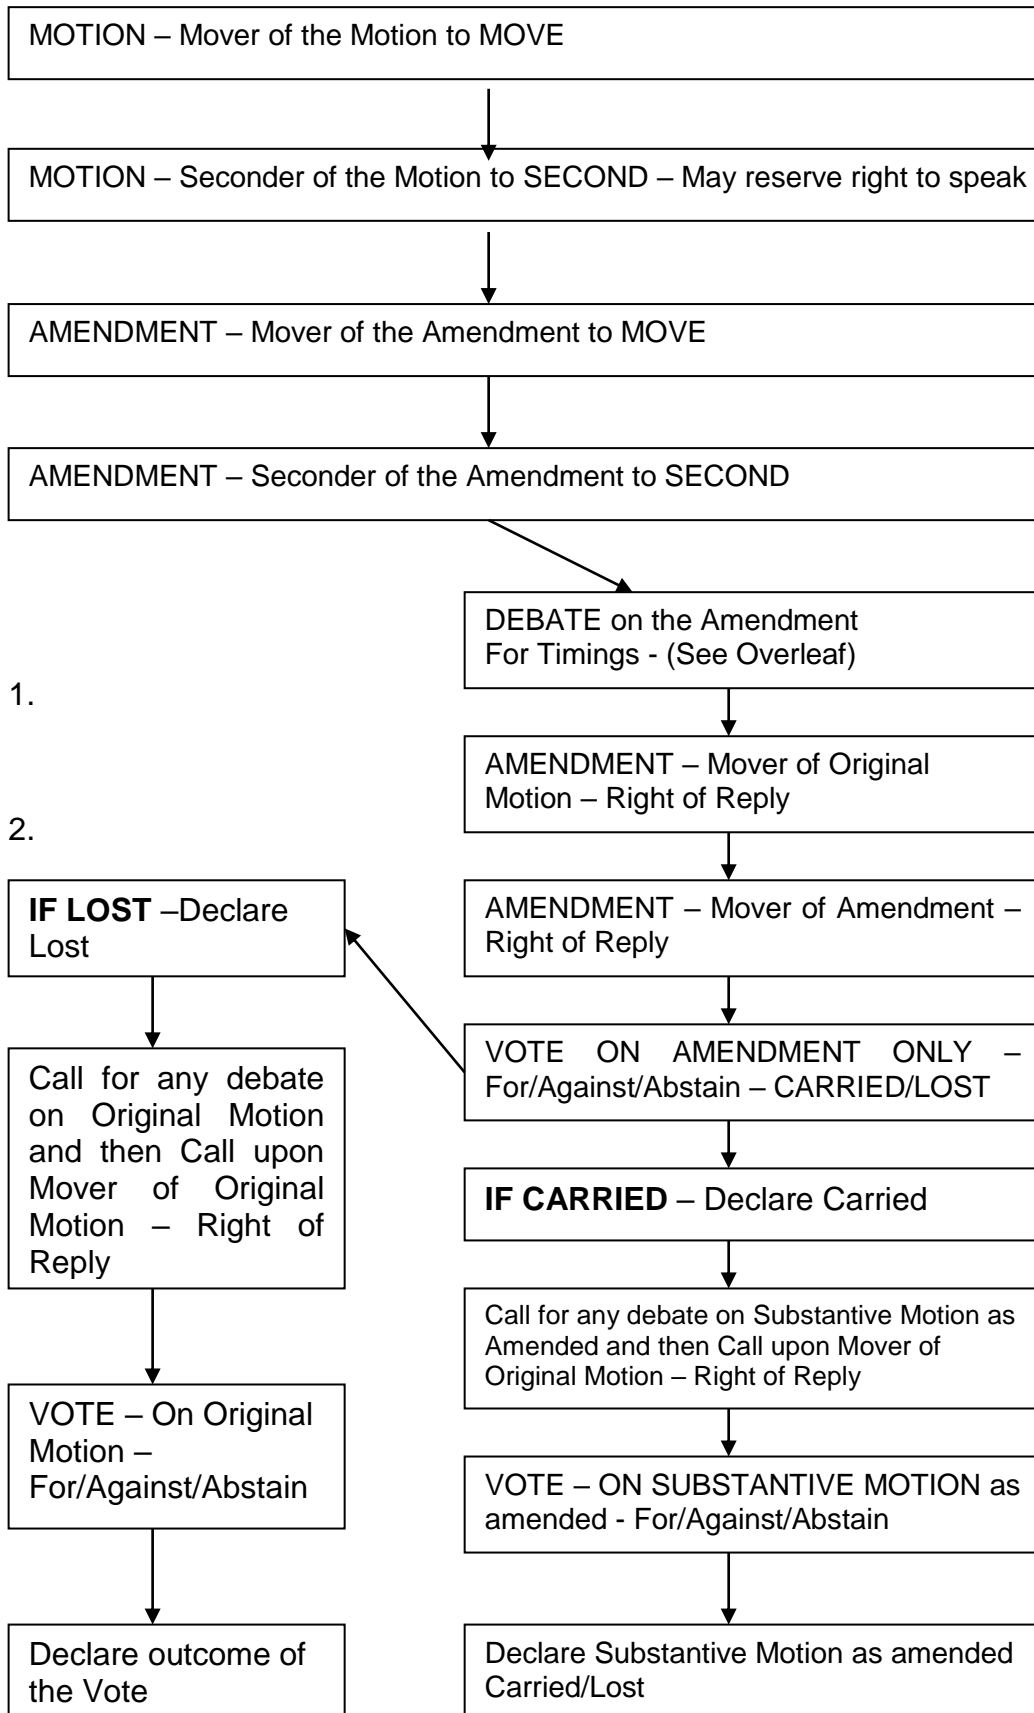 MOTION – Mover of the Motion to MOVE
MOTION – Seconder of the Motion to SECOND – May reserve right to speak
AMENDMENT – Mover of the Amendment to MOVE
AMENDMENT – Seconder of the Amendment to SECOND
DEBATE on the Amendment
For Timings - (See Overleaf)
1.
AMENDMENT – Mover of Original
Motion – Right of Reply
2.
AMENDMENT – Mover of Amendment –
Right of Reply
VOTE ON AMENDMENT ONLY –
For/Against/Abstain – CARRIED/LOST
IF LOST –Declare
Lost
Call for any debate
on Original Motion
and then Call upon
Mover of Original
Motion – Right of
Reply
VOTE – On Original
Motion –
For/Against/Abstain
Declare outcome of
the Vote
IF CARRIED – Declare Carried
Call for any debate on Substantive Motion as
Amended and then Call upon Mover of
Original Motion – Right of Reply
VOTE – ON SUBSTANTIVE MOTION as
amended - For/Against/Abstain
Declare Substantive Motion as amended
Carried/Lost